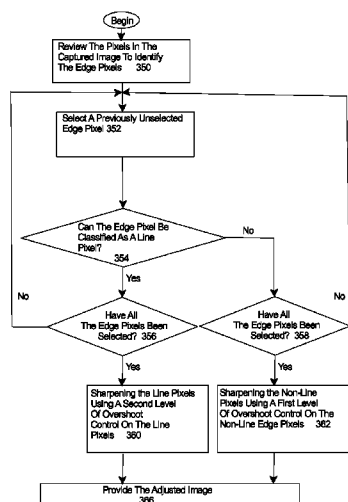 Begin
Review The Pixels In The
Captured Image To Identify
The Edge Pixels 350
Select A Previously Unselected
Edge Pixel 352
Can The Edge Pixel Be
Classified As A Line
Pixel?
354
No
Yes
No
Have All
The Edge Pixels Been
Selected? 356
Have All
The Edge Pixels Been
Selected? 358
No
Yes
Yes
Sharpening the Line Pixels
Using A Second Level
Of Overshoot
Control On The Line
Pixels 360
Sharpening the Non-Line
Pixels Using A First Level
Of Overshoot Control On The
Non-Line Edge Pixels 362
Provide The Adjusted Image
366